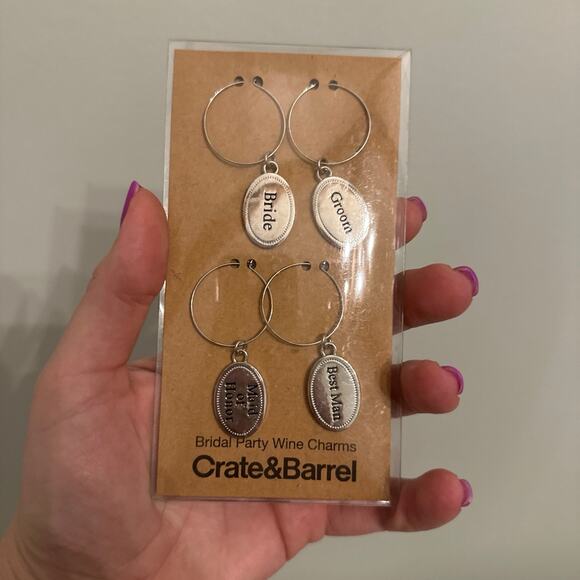 Bride
Groom
Maid
of
Honor
Best Man
Bridal Party Wine Charms
Crate&Barrel